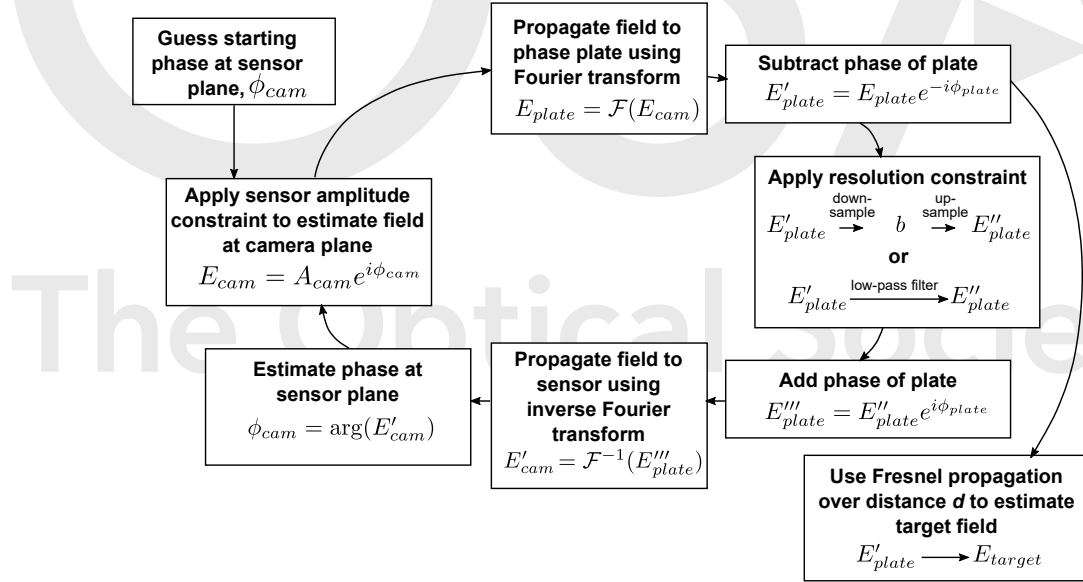 Guess starting
phase at sensor
plane, ϕ_cam
Propagate field to
phase plate using
Fourier transform
E_plate = ℱ(E_cam)
Subtract phase of plate
E′_plate = E_plate e^{−iϕ_plate}
Apply sensor amplitude
constraint to estimate field
at camera plane
E_cam = A_cam e^{iϕ_cam}
Apply resolution constraint
down-
sample
up-
sample
E′_plate → b → E″_plate
or
low-pass filter
E′_plate → E″_plate
Estimate phase at
sensor plane
ϕ_cam = arg(E′_cam)
Propagate field to
sensor using
inverse Fourier
transform
E′_cam = ℱ^{−1}(E‴_plate)
Add phase of plate
E‴_plate = E″_plate e^{iϕ_plate}
Use Fresnel propagation
over distance d to estimate
target field
E′_plate → E_target
The Optical Socie